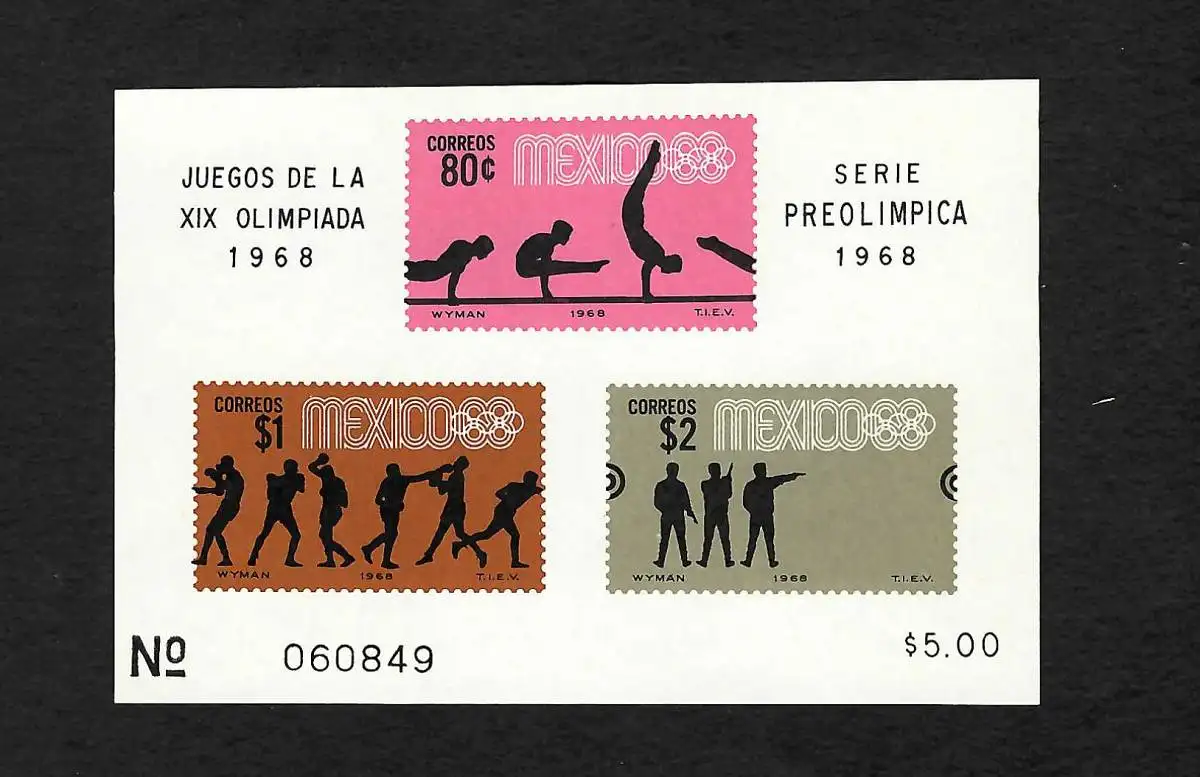 JUEGOS DE LA
XIX OLIMPIADA
1968
CORREOS
80¢
MEXICO68
WYMAN 1968 T.I.E.V.
SERIE
PREOLIMPICA
1968
CORREOS
$1
MEXICO68
WYMAN 1968 T.I.E.V.
CORREOS
$2
MEXICO68
WYMAN 1968 T.I.E.V.
Nº 060849
$5.00